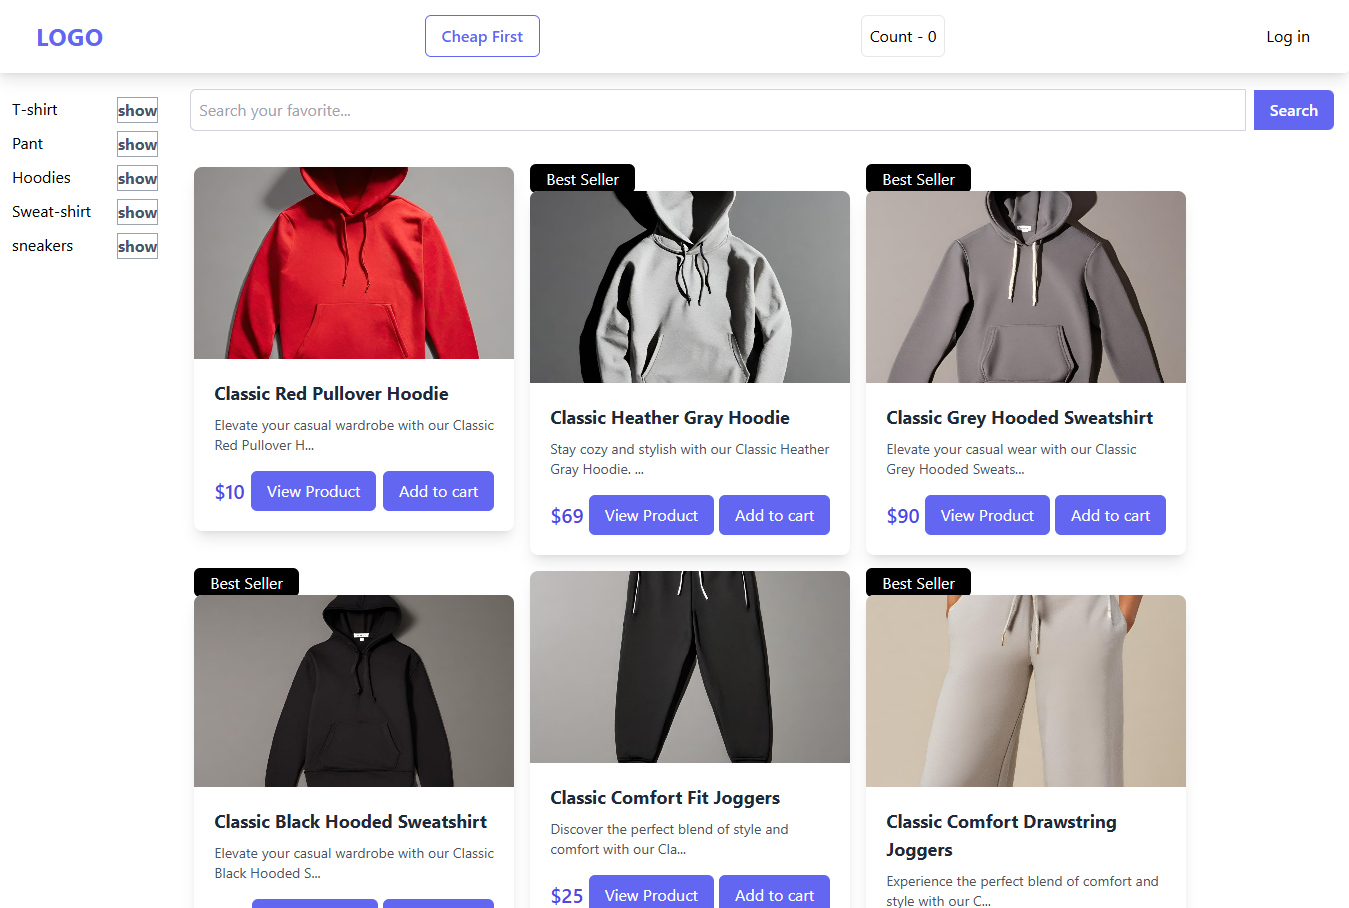 LOGO
Cheap First
Count - 0
Log in
T-shirt show
Pant show
Hoodies show
Sweat-shirt show
sneakers show
Search your favorite...
Search
Classic Red Pullover Hoodie
Elevate your casual wardrobe with our Classic
Red Pullover H...
$10 View Product Add to cart
Best Seller
Classic Heather Gray Hoodie
Stay cozy and stylish with our Classic Heather
Gray Hoodie. ...
$69 View Product Add to cart
Best Seller
Classic Grey Hooded Sweatshirt
Elevate your casual wear with our Classic
Grey Hooded Sweats...
$90 View Product Add to cart
Best Seller
Classic Black Hooded Sweatshirt
Elevate your casual wardrobe with our Classic
Black Hooded S...
Classic Comfort Fit Joggers
Discover the perfect blend of style and
comfort with our Cla...
$25 View Product Add to cart
Best Seller
Classic Comfort Drawstring
Joggers
Experience the perfect blend of comfort and
style with our C...